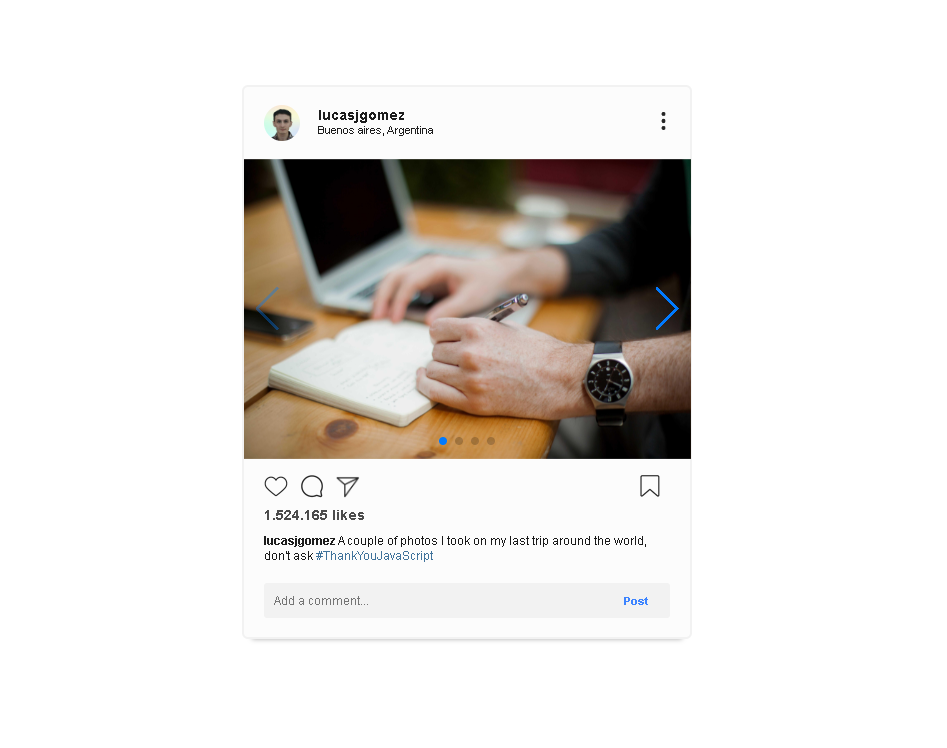 lucasjgomez
Buenos aires, Argentina
1.524.165 likes
lucasjgomez A couple of photos I took on my last trip around the world,
don't ask #ThankYouJavaScript
Add a comment... Post